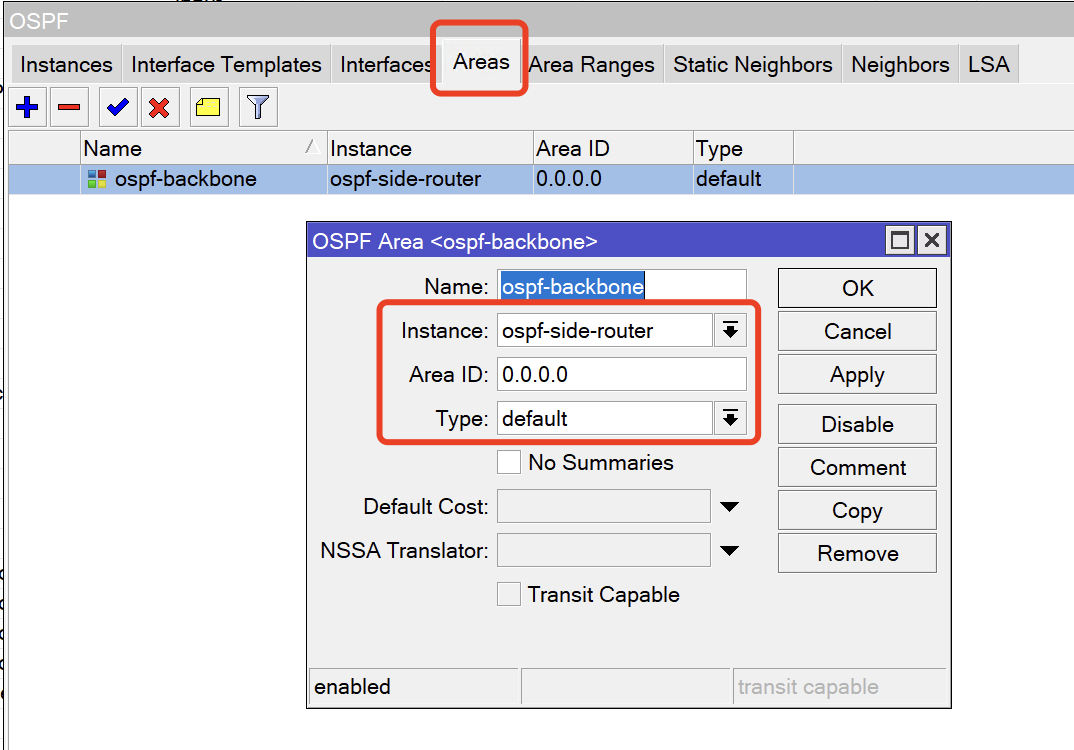 OSPF
Instances Interface Templates Interfaces Areas Area Ranges Static Neighbors Neighbors LSA
Name Instance Area ID Type
ospf-backbone ospf-side-router 0.0.0.0 default
OSPF Area <ospf-backbone>
Name: ospf-backbone OK
Instance: ospf-side-router Cancel
Area ID: 0.0.0.0 Apply
Type: default Disable
No Summaries Comment
Default Cost: Copy
NSSA Translator: Remove
Transit Capable
enabled transit capable